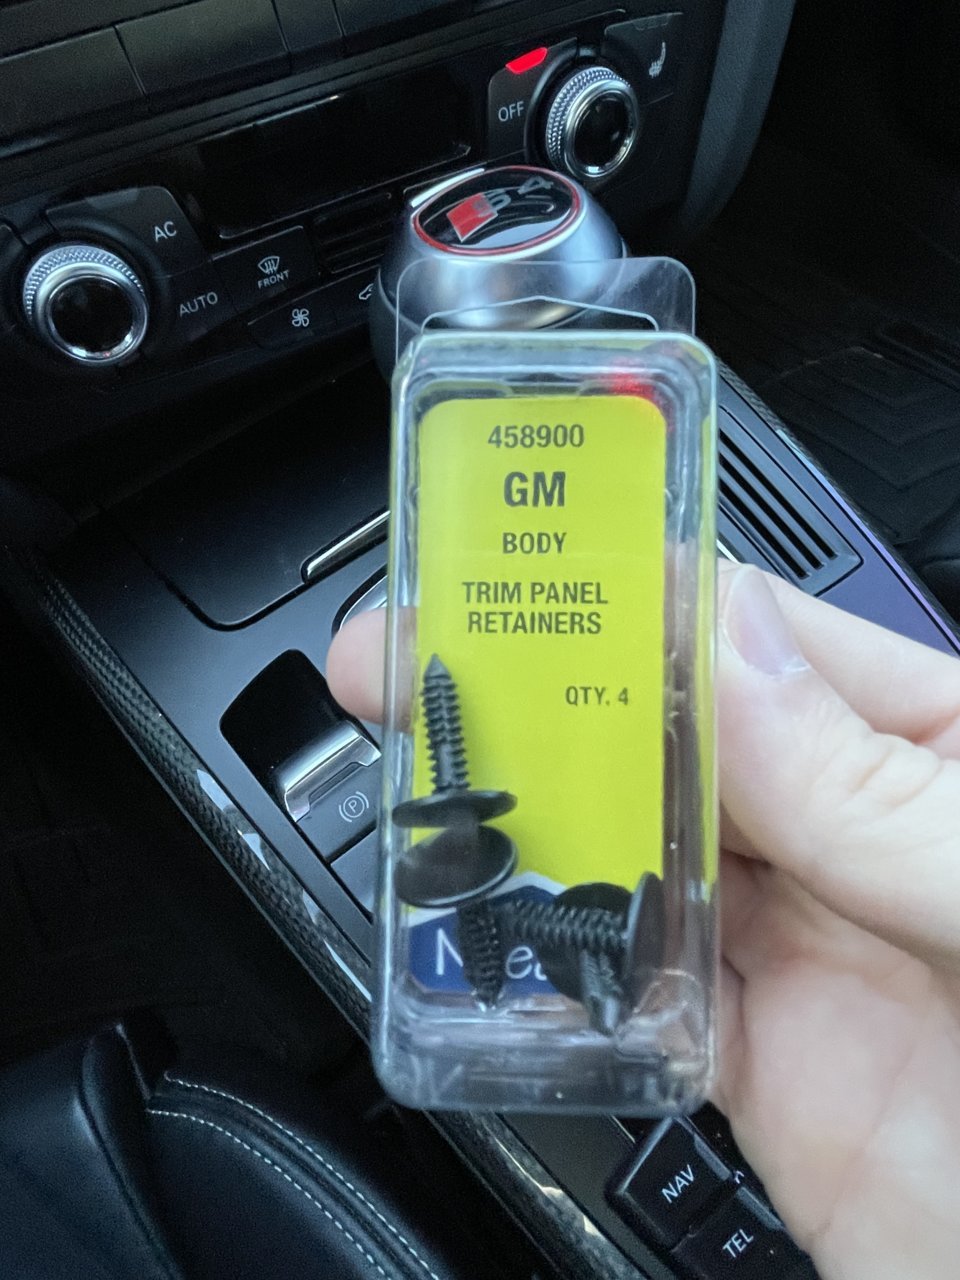 OFF
AC
AUTO
FRONT
458900
GM
BODY
TRIM PANEL
RETAINERS
QTY. 4
(P)
NAV
TEL